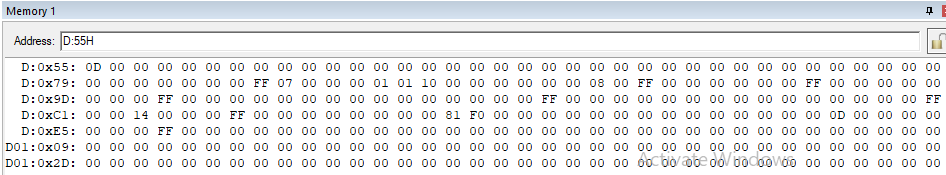 Memory 1
Address: D:55H
D:0x55: 0D 00 00 00 00 00 00 00 00 00 00 00 00 00 00 00 00 00 00 00 00 00 00 00 00 00 00 00 00 00 00 00 00 00 00 00
D:0x79: 00 00 00 00 00 00 00 FF 07 00 00 00 01 01 10 00 00 00 00 00 00 08 00 FF 00 00 00 00 00 00 FF 00 00 00 00 00
D:0x9D: 00 00 00 FF 00 00 00 00 00 00 00 00 00 00 00 00 00 00 00 FF 00 00 00 00 00 00 00 00 00 00 00 00 00 00 00 FF
D:0xC1: 00 00 14 00 00 00 FF 00 00 00 00 00 00 00 00 81 F0 00 00 00 00 00 00 00 00 00 00 00 00 00 00 0D 00 00 00 00
D:0xE5: 00 00 00 FF 00 00 00 00 00 00 00 00 00 00 00 00 00 00 00 00 00 00 00 00 00 00 00 00 00 00 00 00 00 00 00 00
D01:0x09: 00 00 00 00 00 00 00 00 00 00 00 00 00 00 00 00 00 00 00 00 00 00 00 00 00 00 00 00 00 00 00 00 00 00 00 00
D01:0x2D: 00 00 00 00 00 00 00 00 00 00 00 00 00 00 00 00 00 00 00 00 00 00 00 00 00 00 00 00 00 00 00 00 00 00 00 00
Activate Windows